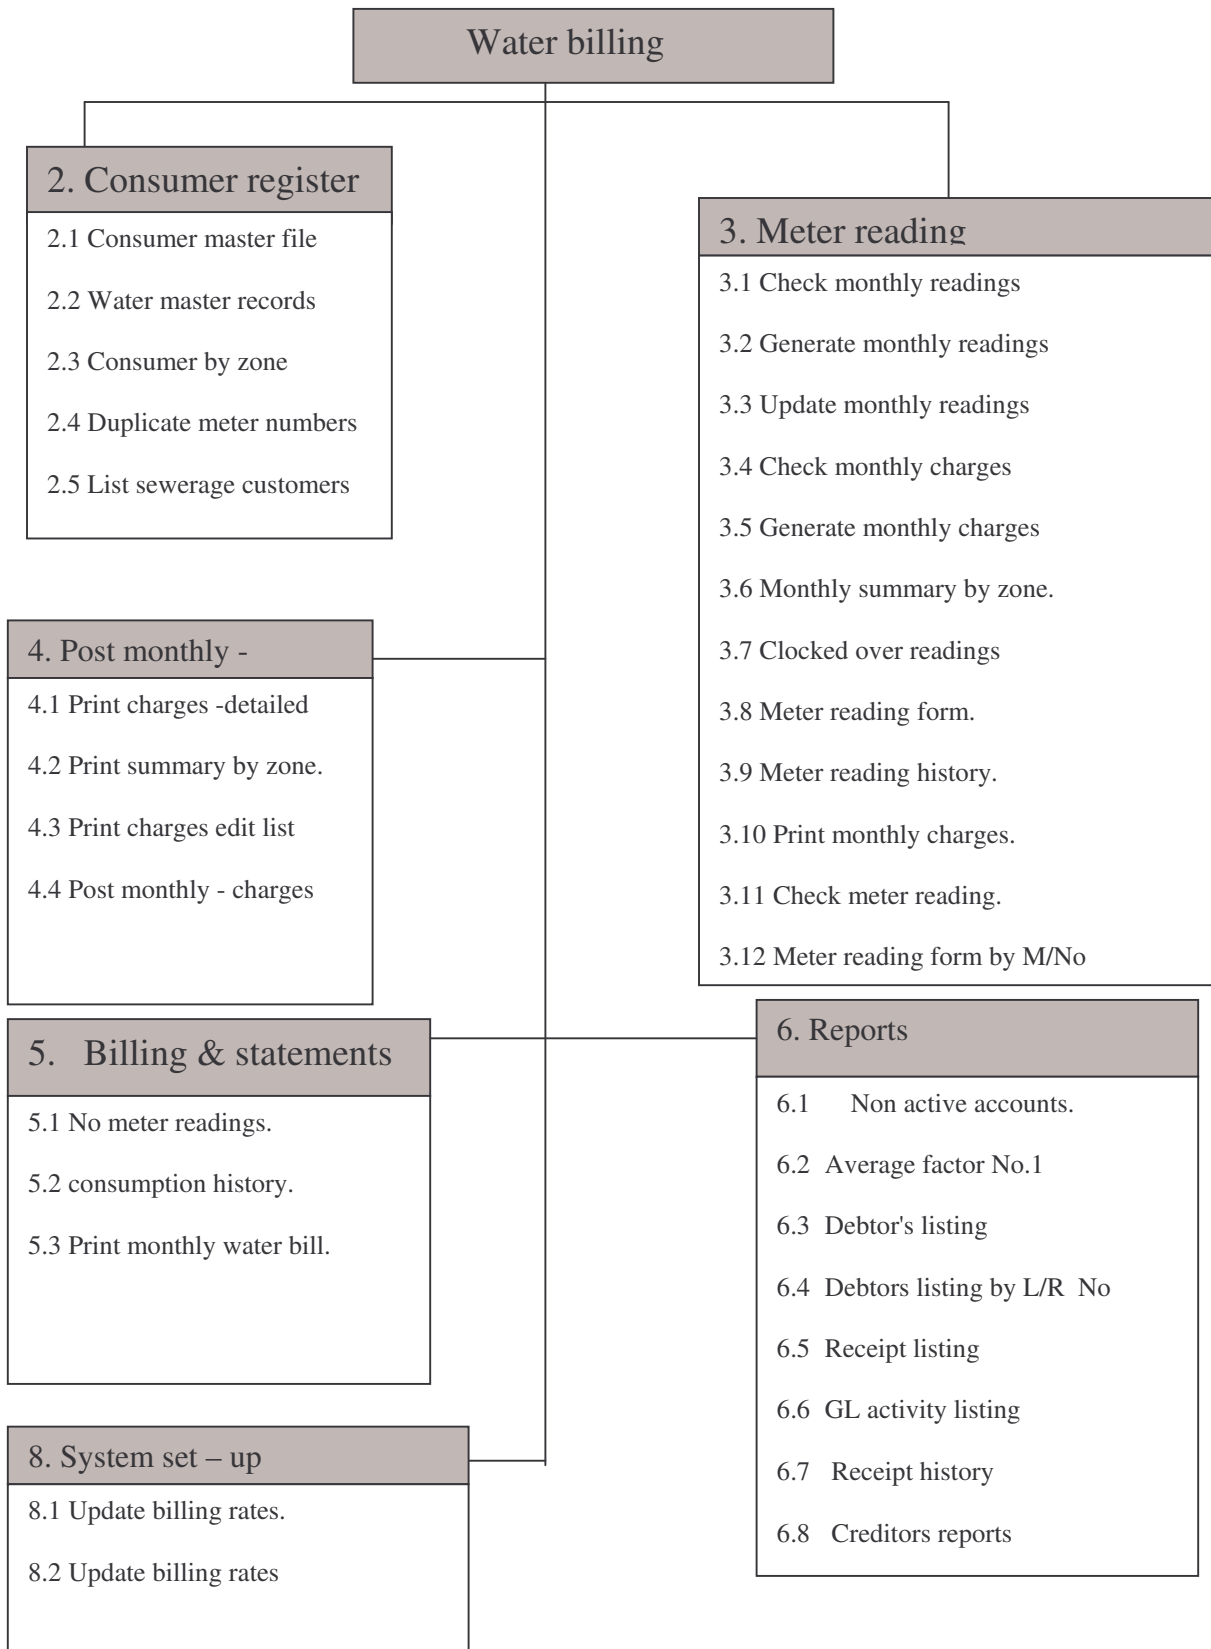 Water billing
2. Consumer register
2.1 Consumer master file
2.2 Water master records
2.3 Consumer by zone
2.4 Duplicate meter numbers
2.5 List sewerage customers
3. Meter reading
3.1 Check monthly readings
3.2 Generate monthly readings
3.3 Update monthly readings
3.4 Check monthly charges
3.5 Generate monthly charges
3.6 Monthly summary by zone.
3.7 Clocked over readings
3.8 Meter reading form.
3.9 Meter reading history.
3.10 Print monthly charges.
3.11 Check meter reading.
3.12 Meter reading form by M/No
4. Post monthly -
4.1 Print charges -detailed
4.2 Print summary by zone.
4.3 Print charges edit list
4.4 Post monthly - charges
5. Billing & statements
5.1 No meter readings.
5.2 consumption history.
5.3 Print monthly water bill.
6. Reports
6.1 Non active accounts.
6.2 Average factor No.1
6.3 Debtor's listing
6.4 Debtors listing by L/R No
6.5 Receipt listing
6.6 GL activity listing
6.7 Receipt history
6.8 Creditors reports
8. System set – up
8.1 Update billing rates.
8.2 Update billing rates